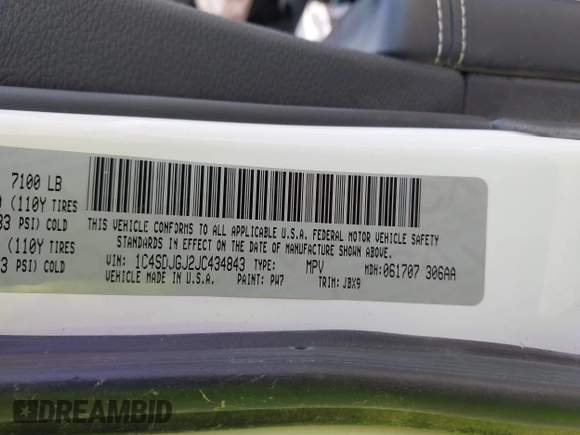 7100 LB
(110Y TIRES
33 PSI) COLD
(110Y TIRES
3 PSI) COLD
THIS VEHICLE CONFORMS TO ALL APPLICABLE U.S.A. FEDERAL MOTOR VEHICLE SAFETY
STANDARDS IN EFFECT ON THE DATE OF MANUFACTURE SHOWN ABOVE.
VIN: 1C4SDJGJ2JC434843 TYPE: MPV MDH: 061707 306AA
VEHICLE MADE IN U.S.A. PAINT: PW7 TRIM: JBX9
DREAMBID